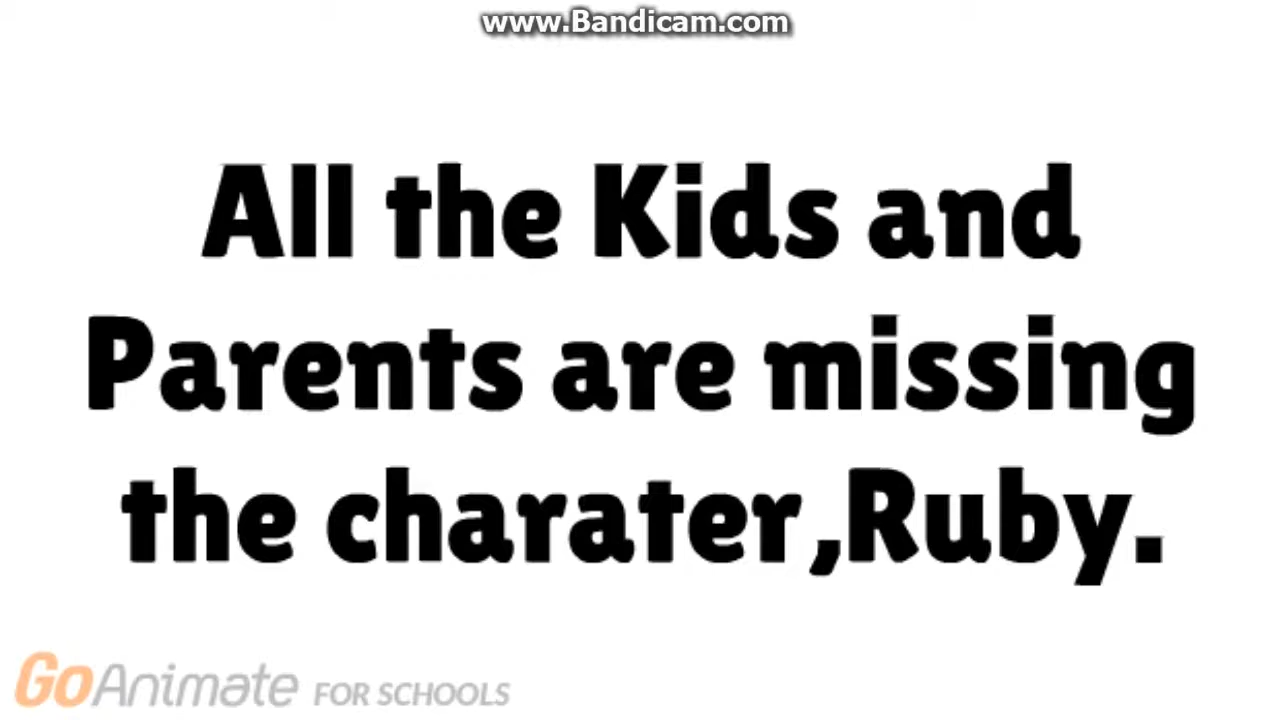 www.Bandicam.com
All the Kids and
Parents are missing
the charater,Ruby.
GoAnimate FOR SCHOOLS